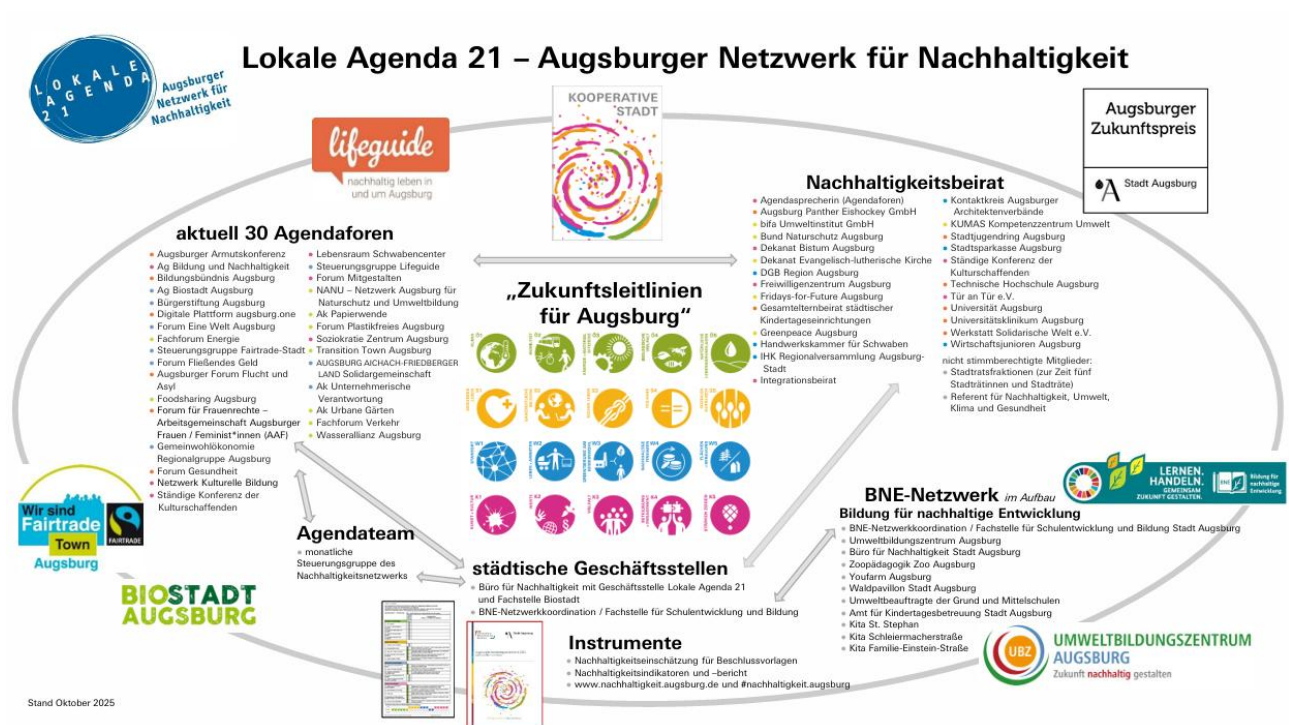 Lokale Agenda 21 – Augsburger Netzwerk für Nachhaltigkeit
LOKALE
AGENDA
21
Augsburger
Netzwerk für
Nachhaltigkeit
lifeguide
nachhaltig leben in
und um Augsburg
KOOPERATIVE
STADT
Augsburger
Zukunftspreis
Stadt Augsburg
aktuell 30 Agendaforen
Augsburger Armutskonferenz
Ag Bildung und Nachhaltigkeit
Bildungsbündnis Augsburg
Ag Biostadt Augsburg
Bürgerstiftung Augsburg
Digitale Plattform augsburg.one
Forum Eine Welt Augsburg
Fachforum Energie
Steuerungsgruppe Fairtrade-Stadt
Forum Fließendes Geld
Augsburger Forum Flucht und
Asyl
Foodsharing Augsburg
Forum für Frauenrechte –
Arbeitsgemeinschaft Augsburger
Frauen / Feminist*innen (AAF)
Gemeinwohlökonomie
Regionalgruppe Augsburg
Forum Gesundheit
Netzwerk Kulturelle Bildung
Ständige Konferenz der
Kulturschaffenden
Lebensraum Schwabencenter
Steuerungsgruppe Lifeguide
Forum Mitgestalten
NANU – Netzwerk Augsburg für
Naturschutz und Umweltbildung
Ak Papierwende
Forum Plastikfreies Augsburg
Soziokratie Zentrum Augsburg
Transition Town Augsburg
AUGSBURG AICHACH-FRIEDBERGER
LAND Solidargemeinschaft
Ak Unternehmerische
Verantwortung
Ak Urbane Gärten
Fachforum Verkehr
Wasserallianz Augsburg
„Zukunftsleitlinien
für Augsburg“
W1
W2
W3
W4
W5
K1
K2
K3
K4
K5
Nachhaltigkeitsbeirat
Agendasprecherin (Agendaforen)
Augsburg Panther Eishockey GmbH
bifa Umweltinstitut GmbH
Bund Naturschutz Augsburg
Dekanat Bistum Augsburg
Dekanat Evangelisch-lutherische Kirche
DGB Region Augsburg
Freiwilligenzentrum Augsburg
Fridays-for-Future Augsburg
Gesamtelternbeirat städtischer
Kindertageseinrichtungen
Greenpeace Augsburg
Handwerkskammer für Schwaben
IHK Regionalversammlung Augsburg-
Stadt
Integrationsbeirat
Kontaktkreis Augsburger
Architektenverbände
KUMAS Kompetenzzentrum Umwelt
Stadtjugendring Augsburg
Stadtsparkasse Augsburg
Ständige Konferenz der
Kulturschaffenden
Technische Hochschule Augsburg
Tür an Tür e.V.
Universität Augsburg
Universitätsklinikum Augsburg
Werkstatt Solidarische Welt e.V.
Wirtschaftsjunioren Augsburg
nicht stimmberechtigte Mitglieder:
Stadtratsfraktionen (zur Zeit fünf
Stadträtinnen und Stadträte)
Referent für Nachhaltigkeit, Umwelt,
Klima und Gesundheit
Wir sind
Fairtrade
Town
Augsburg
FAIRTRADE
BIOSTADT
AUGSBURG
Agendateam
monatliche
Steuerungsgruppe des
Nachhaltigkeitsnetzwerks
städtische Geschäftsstellen
Büro für Nachhaltigkeit mit Geschäftsstelle Lokale Agenda 21
und Fachstelle Biostadt
BNE-Netzwerkkoordination / Fachstelle für Schulentwicklung und Bildung
Instrumente
Nachhaltigkeitseinschätzung für Beschlussvorlagen
Nachhaltigkeitsindikatoren und –bericht
www.nachhaltigkeit.augsburg.de und #nachhaltigkeit.augsburg
LERNEN.
HANDELN.
GEMEINSAM
ZUKUNFT GESTALTEN.
BNE
Bildung für
nachhaltige
Entwicklung
BNE-Netzwerk im Aufbau
Bildung für nachhaltige Entwicklung
BNE-Netzwerkkoordination / Fachstelle für Schulentwicklung und Bildung Stadt Augsburg
Umweltbildungszentrum Augsburg
Büro für Nachhaltigkeit Stadt Augsburg
Zoopädagogik Zoo Augsburg
Youfarm Augsburg
Waldpavillon Stadt Augsburg
Umweltbeauftragte der Grund und Mittelschulen
Amt für Kindertagesbetreuung Stadt Augsburg
Kita St. Stephan
Kita Schleiermacherstraße
Kita Familie-Einstein-Straße
UBZ
UMWELTBILDUNGSZENTRUM
AUGSBURG
Zukunft nachhaltig gestalten
Stand Oktober 2025